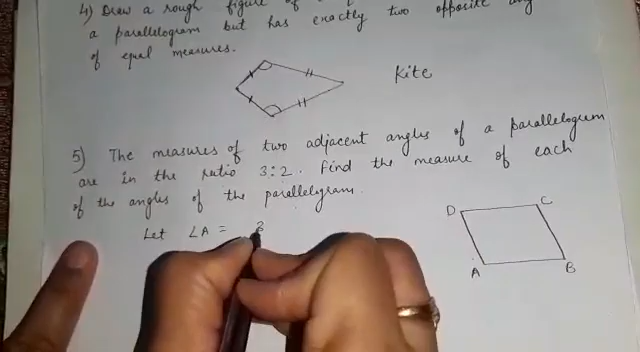 4) Draw a rough figure of
a parallelogram but has exactly two opposite
of equal measures.
Kite
5) The measures of two adjacent angles of a parallelogram
are in the ratio 3:2. Find the measure of each
of the angles of the parallelogram.
D C
Let ∠A = 3
A B